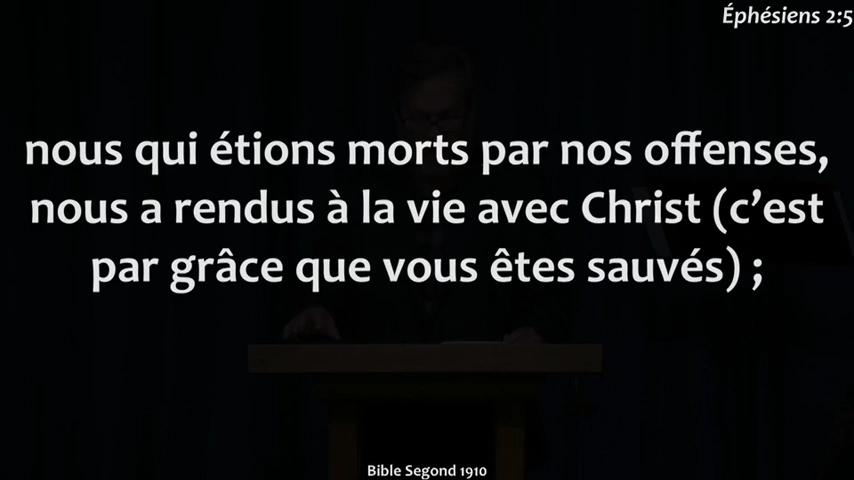 Éphésiens 2:5
nous qui étions morts par nos offenses,
nous a rendus à la vie avec Christ (c’est
par grâce que vous êtes sauvés) ;
Bible Segond 1910